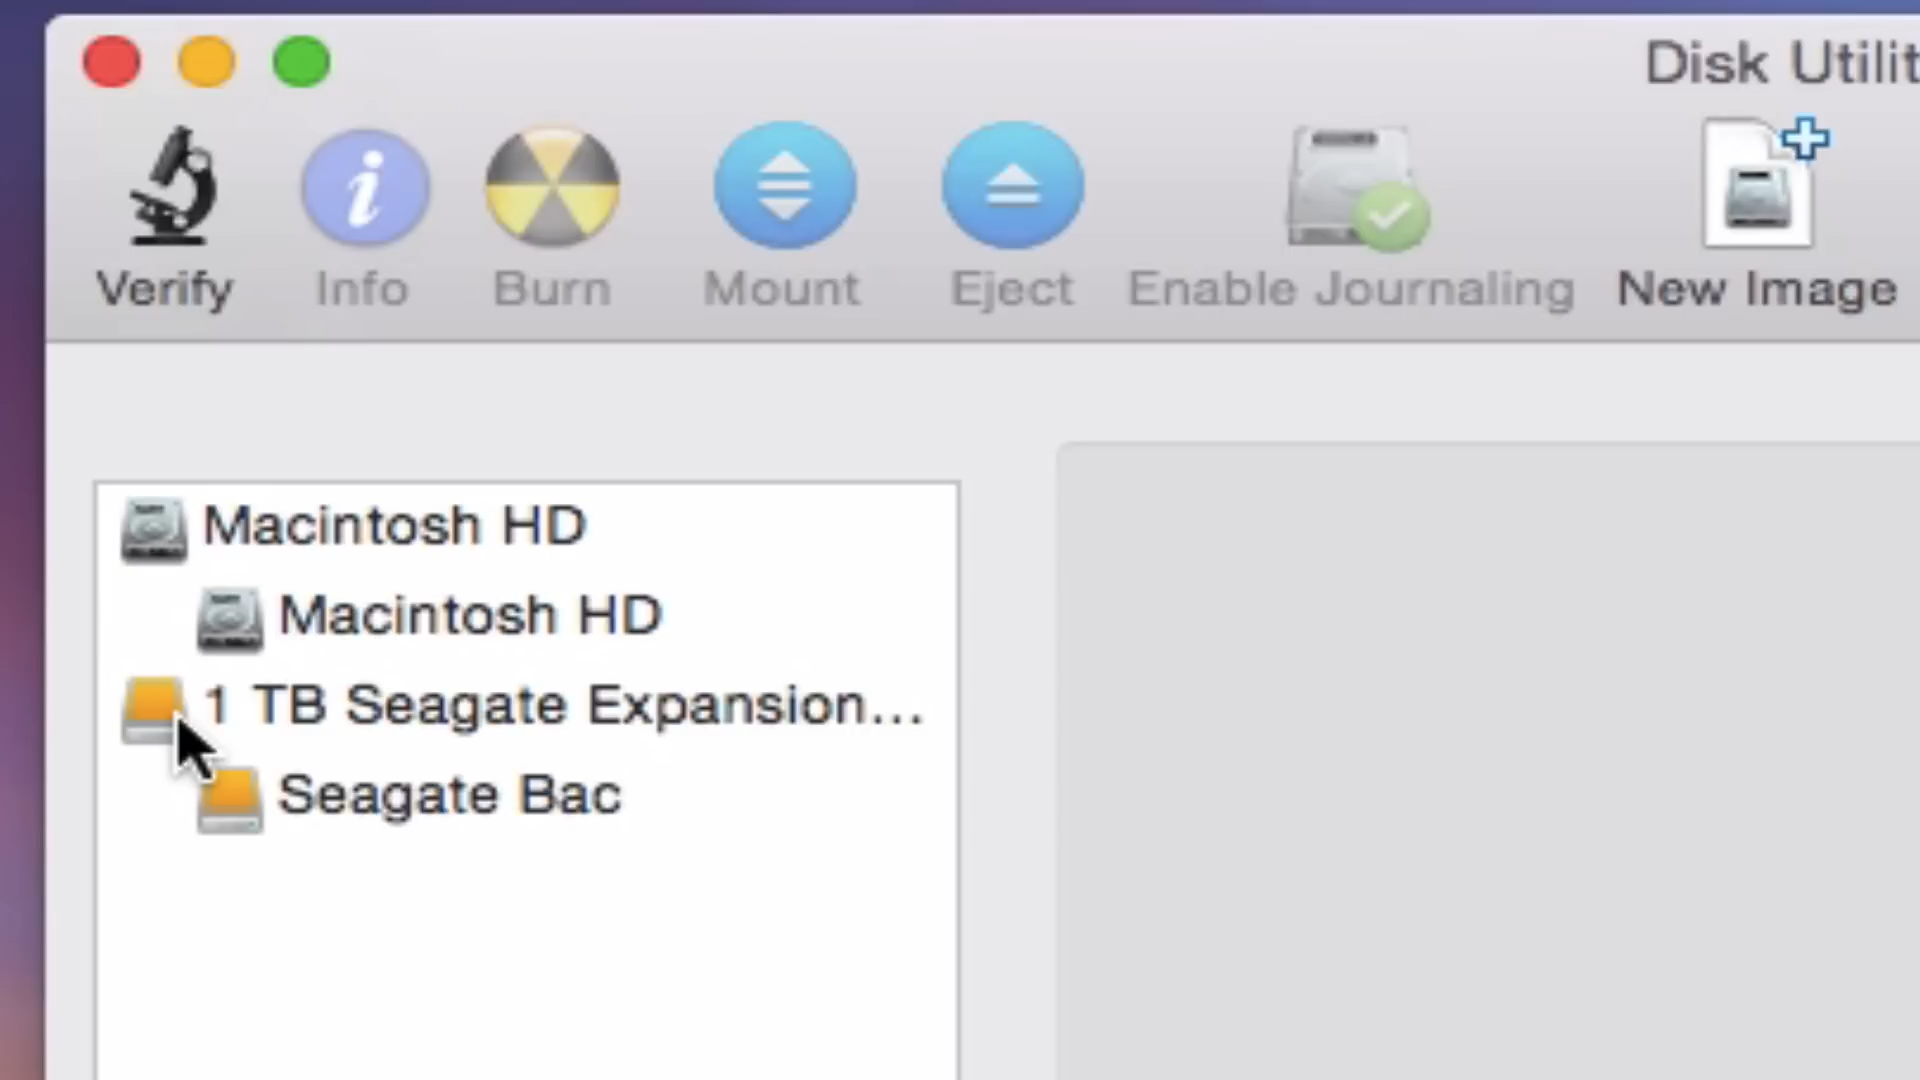 Disk Utilit
Verify Info Burn Mount Eject Enable Journaling New Image
Macintosh HD
Macintosh HD
1 TB Seagate Expansion...
Seagate Bac